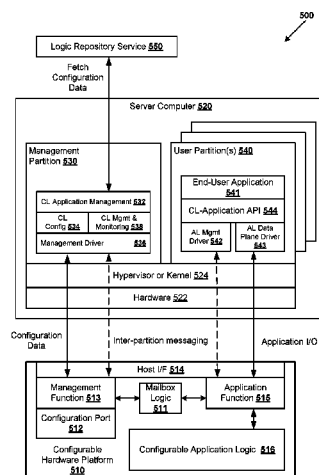 500
Logic Repository Service 550
Fetch
Configuration
Data
Server Computer 520
Management
Partition
530
User Partition(s) 540
End-User Application
541
CL-Application API 544
CL Application Management 532
CL
Config 534
CL Mgmt &
Monitoring 538
Management Driver 536
AL Mgmt
Driver 542
AL Data
Plane Driver
543
Hypervisor or Kernel 524
Hardware 522
Configuration
Data
Inter-partition messaging
Application I/O
Host I/F 514
Management
Function 513
Mailbox
Logic
511
Application
Function 515
Configuration Port
512
Configurable
Hardware Platform
510
Configurable Application Logic 516